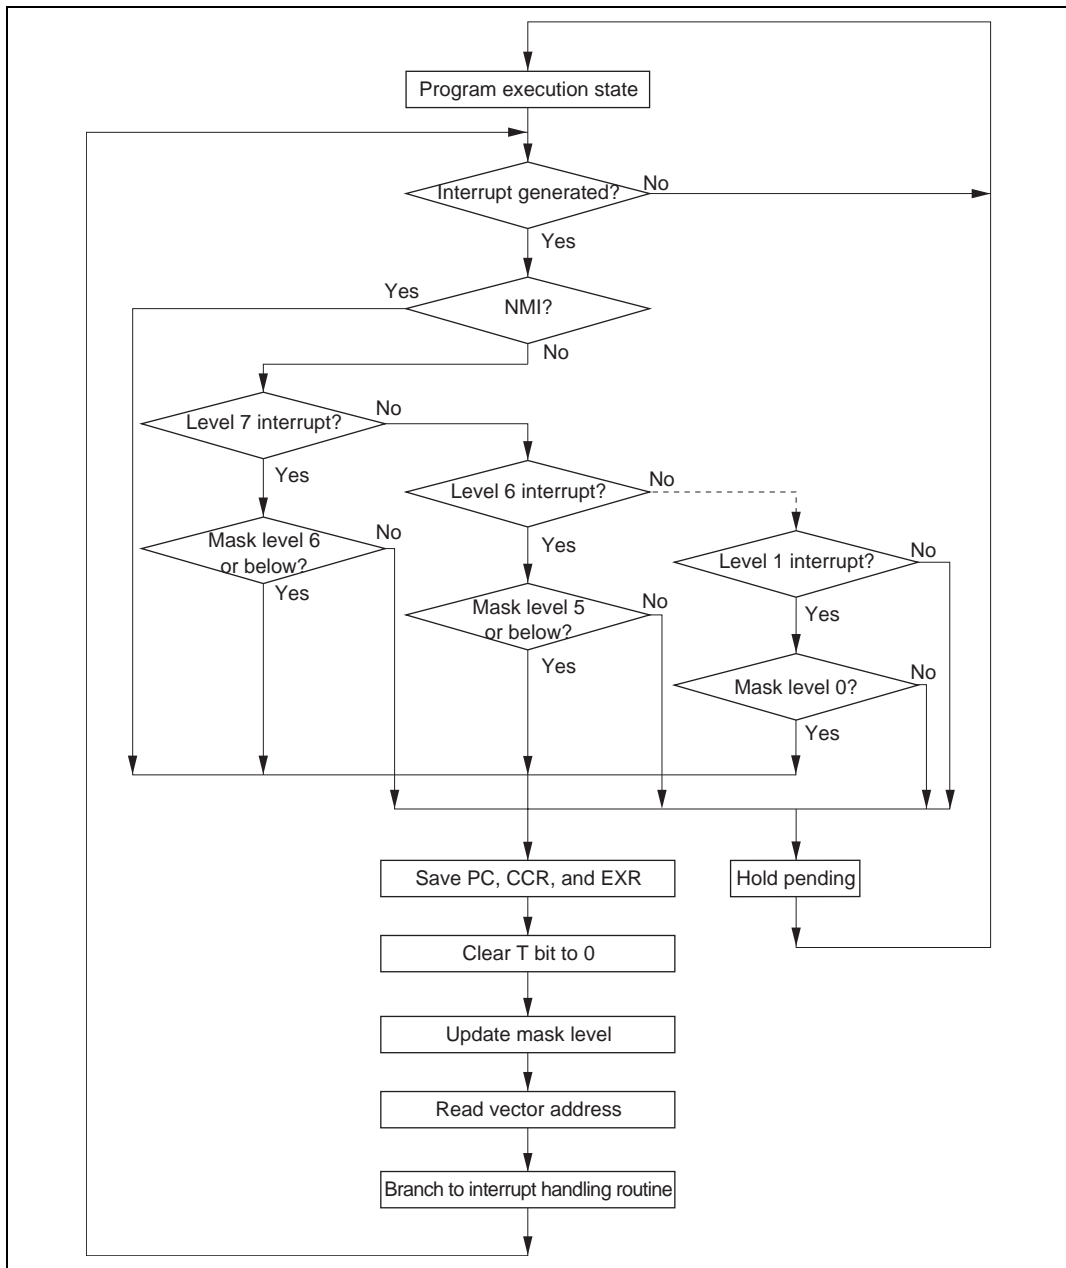 Program execution state
Interrupt generated?
No
Yes
Yes
NMI?
No
Level 7 interrupt?
No
Yes
Level 6 interrupt?
No
Mask level 6
or below?
No
Yes
Yes
Level 1 interrupt?
No
Mask level 5
or below?
No
Yes
Yes
Mask level 0?
No
Yes
Save PC, CCR, and EXR
Hold pending
Clear T bit to 0
Update mask level
Read vector address
Branch to interrupt handling routine